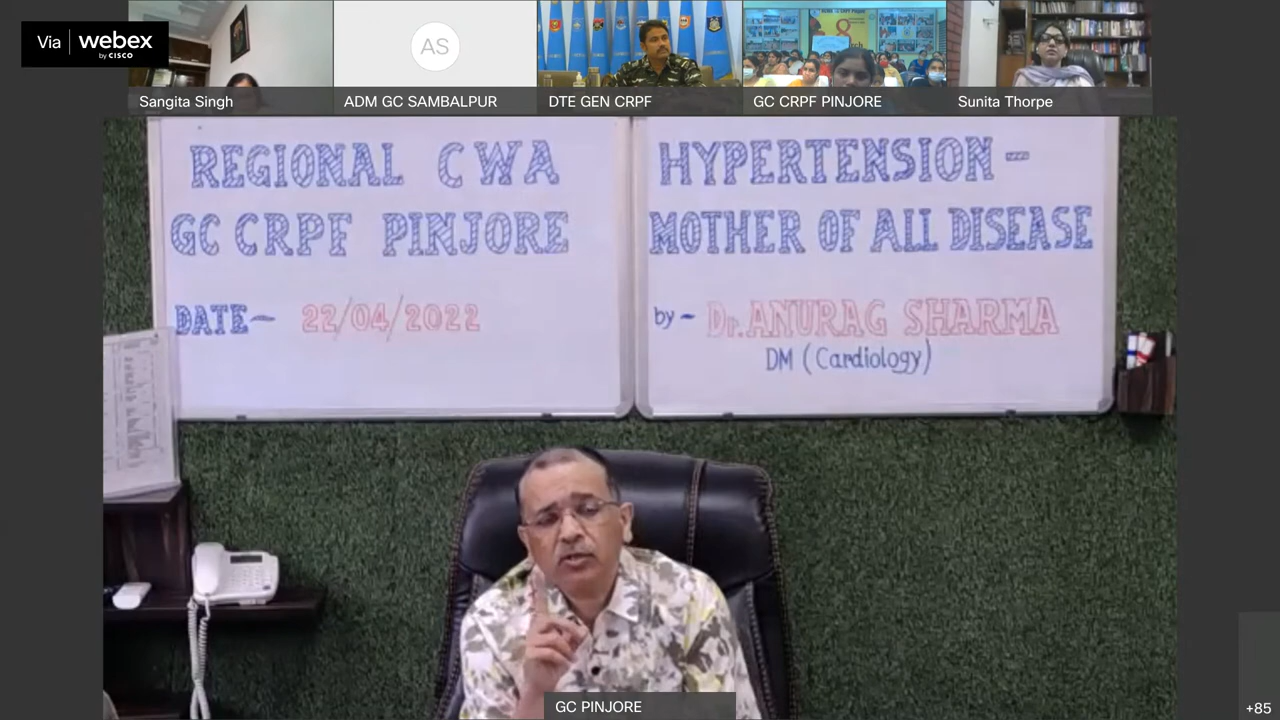 Via webex
by CISCO
Sangita Singh
AS
ADM GC SAMBALPUR
DTE GEN CRPF
GC CRPF PINJORE
Sunita Thorpe
REGIONAL CWA
GC CRPF PINJORE
DATE~ 22/04/2022
HYPERTENSION-
MOTHER OF ALL DISEASE
by ~ Dr. ANURAG SHARMA
DM (Cardiology)
GC PINJORE
+85